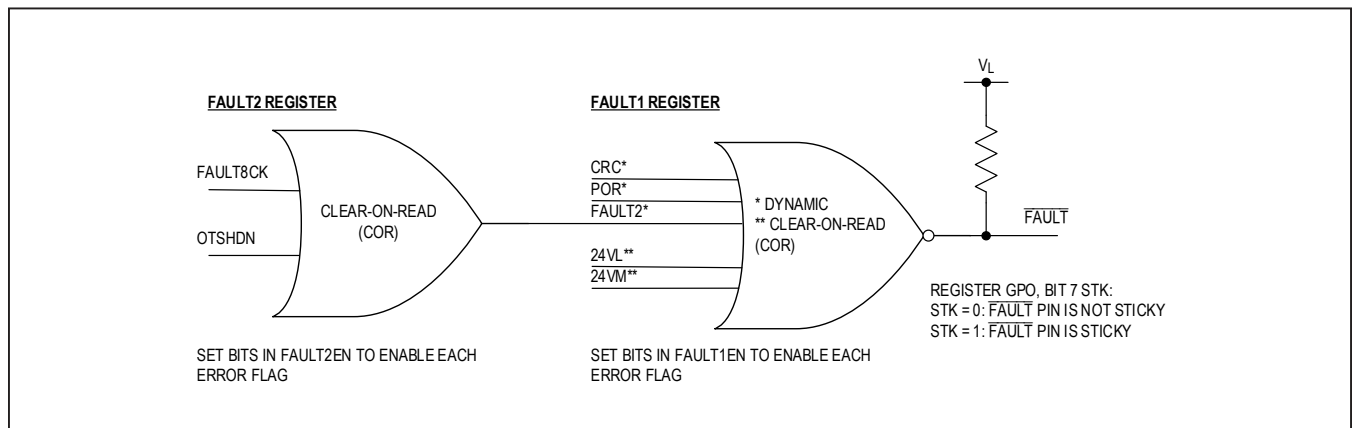 FAULT2 REGISTER
FAULT8CK
OTSHDN
CLEAR-ON-READ
(COR)
SET BITS IN FAULT2EN TO ENABLE EACH
ERROR FLAG
FAULT1 REGISTER
CRC*
POR*
FAULT2*
24VL**
24VM**
* DYNAMIC
** CLEAR-ON-READ
(COR)
SET BITS IN FAULT1EN TO ENABLE EACH
ERROR FLAG
VL
FAULT
REGISTER GPO, BIT 7 STK:
STK = 0: FAULT PIN IS NOT STICKY
STK = 1: FAULT PIN IS STICKY